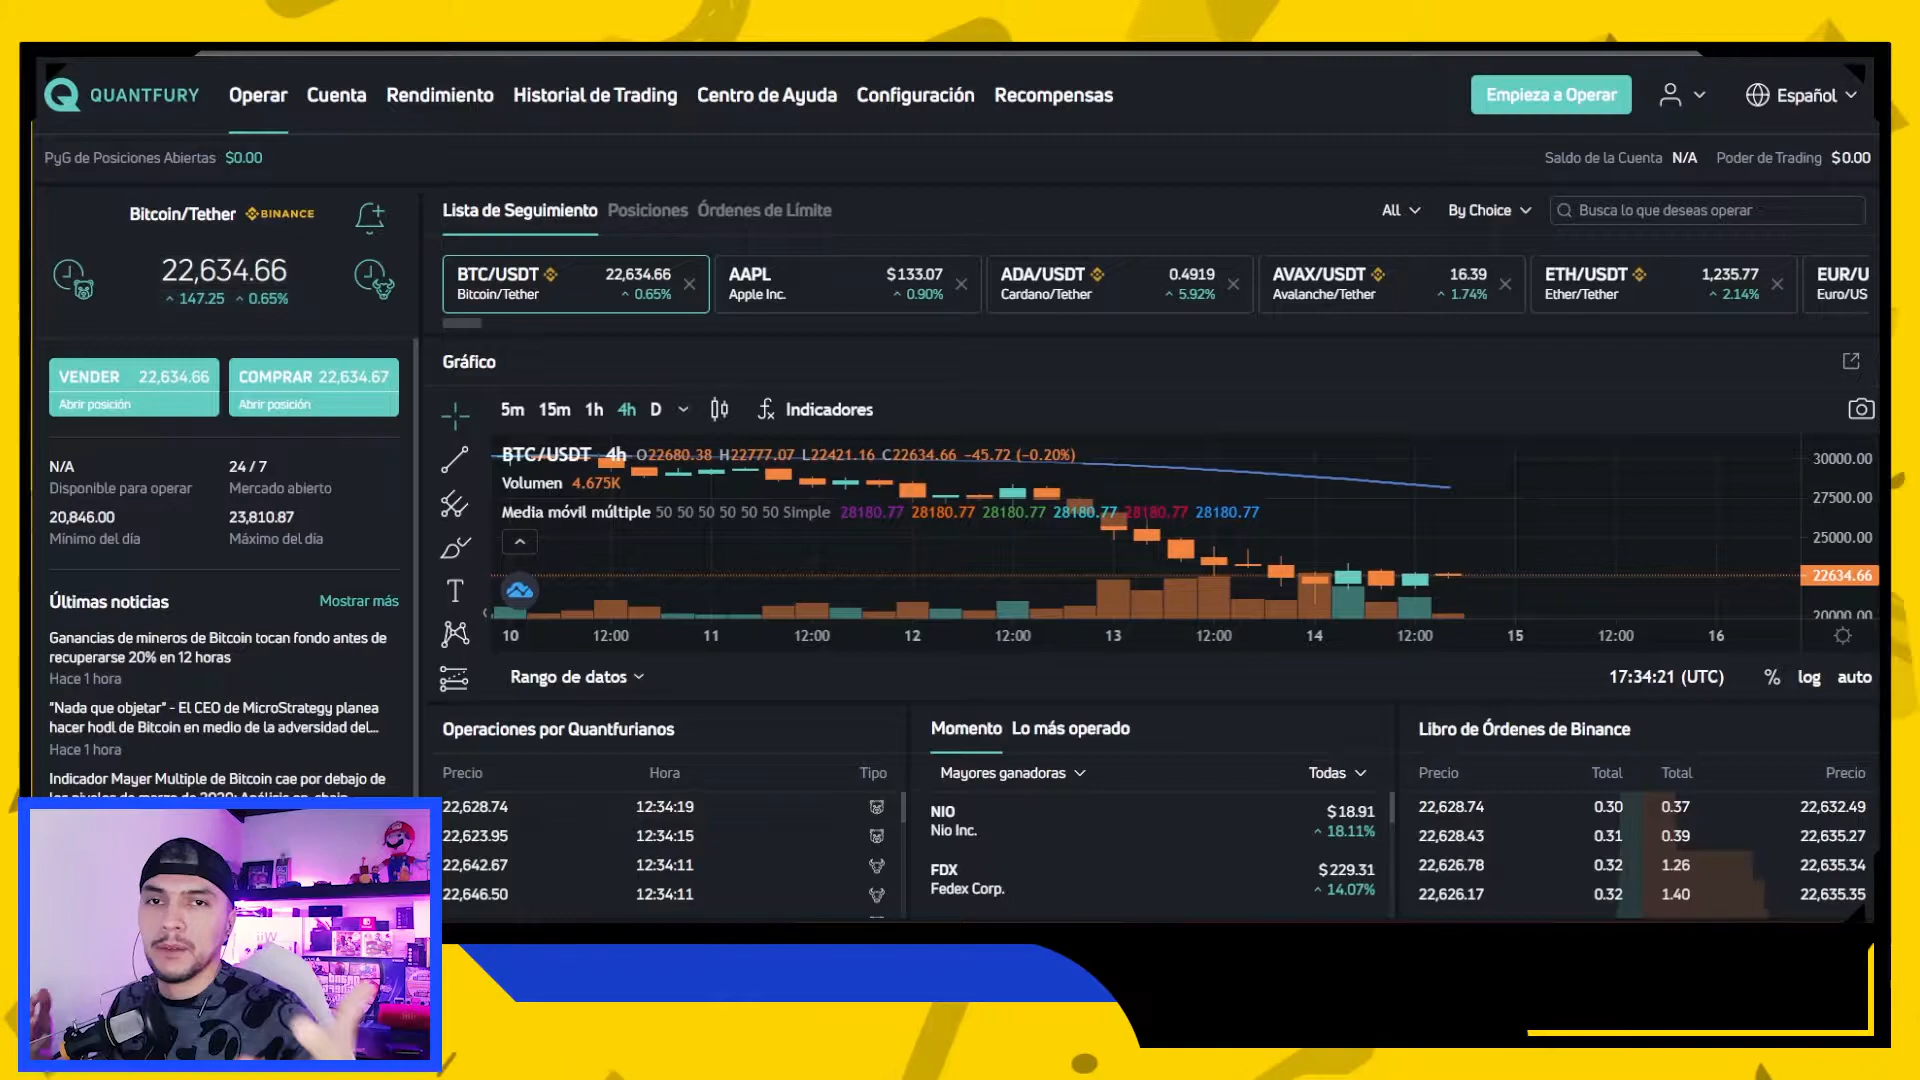 QUANTFURY Operar Cuenta Rendimiento Historial de Trading Centro de Ayuda Configuración Recompensas Empieza a Operar Español
PyG de Posiciones Abiertas $0.00 Saldo de la Cuenta N/A Poder de Trading $0.00
Bitcoin/Tether BINANCE
22,634.66
147.25 0.65%
VENDER 22,634.66
Abrir posición
COMPRAR 22,634.67
Abrir posición
N/A 24 / 7
Disponible para operar Mercado abierto
20,846.00 23,810.87
Mínimo del día Máximo del día
Últimas noticias Mostrar más
Ganancias de mineros de Bitcoin tocan fondo antes de
recuperarse 20% en 12 horas
Hace 1 hora
"Nada que objetar" - El CEO de MicroStrategy planea
hacer hodl de Bitcoin en medio de la adversidad del...
Hace 1 hora
Indicador Mayer Multiple de Bitcoin cae por debajo de
Lista de Seguimiento Posiciones Órdenes de Límite All By Choice Busca lo que deseas operar
BTC/USDT 22,634.66
Bitcoin/Tether 0.65%
AAPL $133.07
Apple Inc. 0.90%
ADA/USDT 0.4919
Cardano/Tether 5.92%
AVAX/USDT 16.39
Avalanche/Tether 1.74%
ETH/USDT 1,235.77
Ether/Tether 2.14%
EUR/U
Euro/US
Gráfico
5m 15m 1h 4h D Indicadores
BTC/USDT 4h O22680.38 H22777.07 L22421.16 C22634.66 −45.72 (−0.20%)
Volumen 4.675K
Media móvil múltiple 50 50 50 50 50 50 Simple 28180.77 28180.77 28180.77 28180.77 28180.77 28180.77
30000.00
27500.00
25000.00
22634.66
20000.00
10 12:00 11 12:00 12 12:00 13 12:00 14 12:00 15 12:00 16
Rango de datos 17:34:21 (UTC) % log auto
Operaciones por Quantfurianos
Precio Hora Tipo
22,628.74 12:34:19
22,623.95 12:34:15
22,642.67 12:34:11
22,646.50 12:34:11
Momento Lo más operado
Mayores ganadoras Todas
NIO $18.91
Nio Inc. 18.11%
FDX $229.31
Fedex Corp. 14.07%
Libro de Órdenes de Binance
Precio Total Total Precio
22,628.74 0.30 0.37 22,632.49
22,628.43 0.31 0.39 22,635.27
22,626.78 0.32 1.26 22,635.34
22,626.17 0.32 1.40 22,635.35